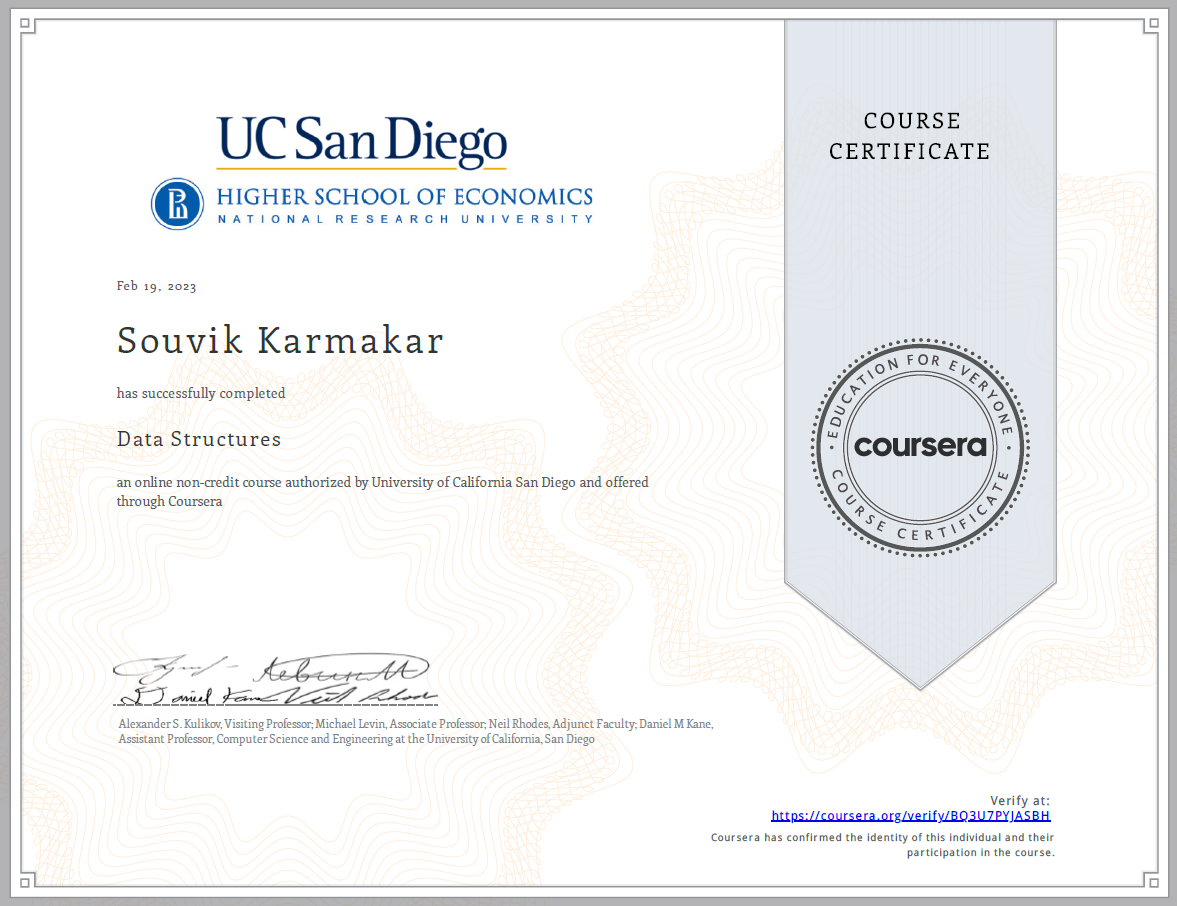 UC San Diego
HIGHER SCHOOL OF ECONOMICS
NATIONAL RESEARCH UNIVERSITY
COURSE
CERTIFICATE
Feb 19, 2023
Souvik Karmakar
has successfully completed
Data Structures
an online non-credit course authorized by University of California San Diego and offered
through Coursera
EDUCATION FOR EVERYONE
coursera
COURSE CERTIFICATE
Alexander S. Kulikov, Visiting Professor; Michael Levin, Associate Professor; Neil Rhodes, Adjunct Faculty; Daniel M Kane,
Assistant Professor, Computer Science and Engineering at the University of California, San Diego
Verify at:
https://coursera.org/verify/BQ3U7PYJASBH
Coursera has confirmed the identity of this individual and their
participation in the course.